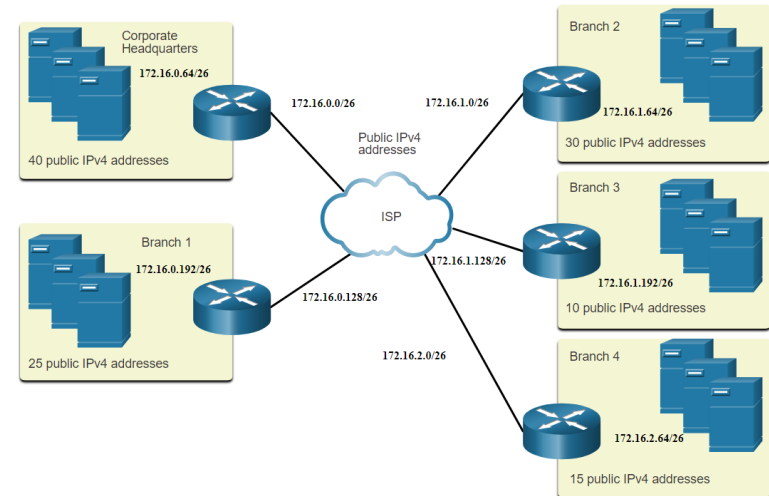 Corporate
Headquarters
172.16.0.64/26
40 public IPv4 addresses
172.16.0.0/26
Branch 1
172.16.0.192/26
25 public IPv4 addresses
172.16.0.128/26
Public IPv4
addresses
ISP
172.16.1.0/26
Branch 2
172.16.1.64/26
30 public IPv4 addresses
172.16.1.128/26
Branch 3
172.16.1.192/26
10 public IPv4 addresses
172.16.2.0/26
Branch 4
172.16.2.64/26
15 public IPv4 addresses